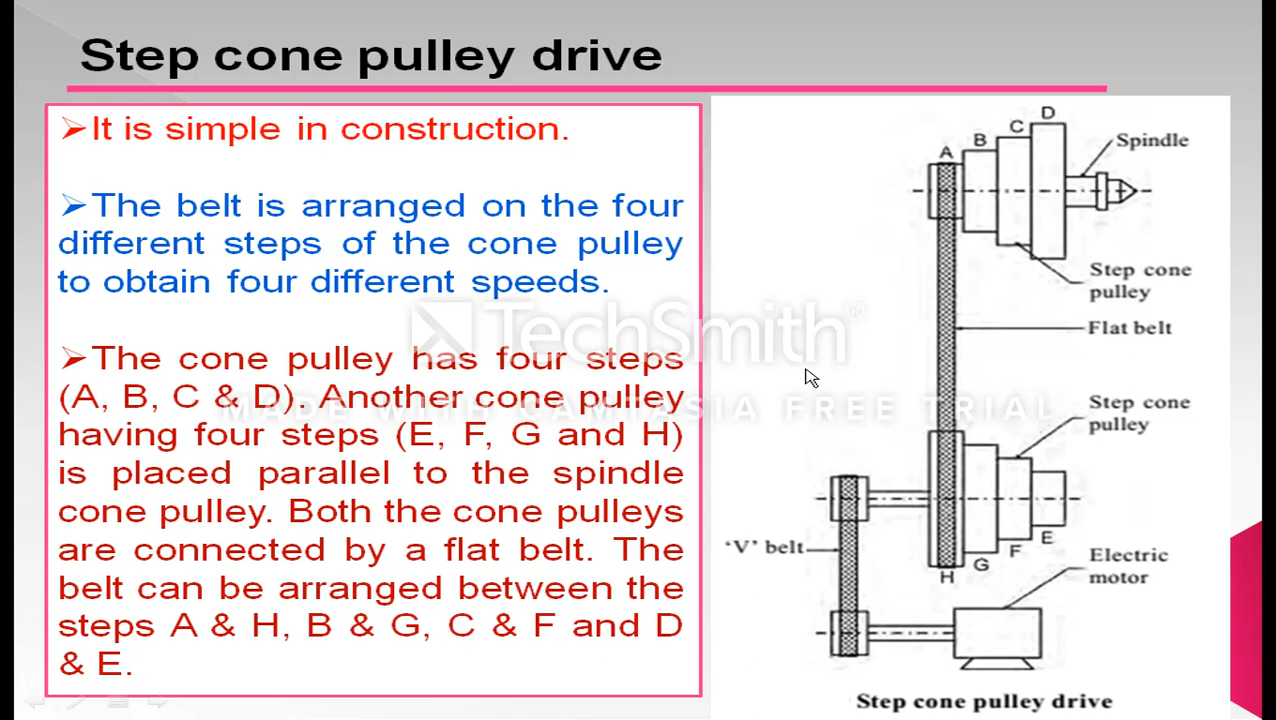 Step cone pulley drive
➢It is simple in construction.
➢The belt is arranged on the four
different steps of the cone pulley
to obtain four different speeds.
➢The cone pulley has four steps
(A, B, C & D). Another cone pulley
having four steps (E, F, G and H)
is placed parallel to the spindle
cone pulley. Both the cone pulleys
are connected by a flat belt. The
belt can be arranged between the
steps A & H, B & G, C & F and D
& E.
A
B
C
D
Spindle
Step cone
pulley
Flat belt
Step cone
pulley
'V' belt
H
G
F
E
Electric
motor
Step cone pulley drive
TechSmith®
MADE WITH CAMTASIA FREE TRIAL